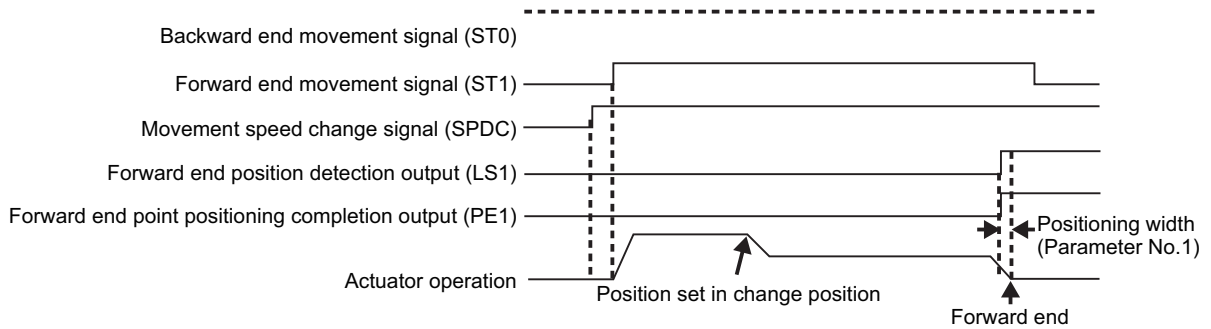 Backward end movement signal (ST0)
Forward end movement signal (ST1)
Movement speed change signal (SPDC)
Forward end position detection output (LS1)
Forward end point positioning completion output (PE1)
Positioning width
(Parameter No.1)
Actuator operation
Position set in change position
Forward end